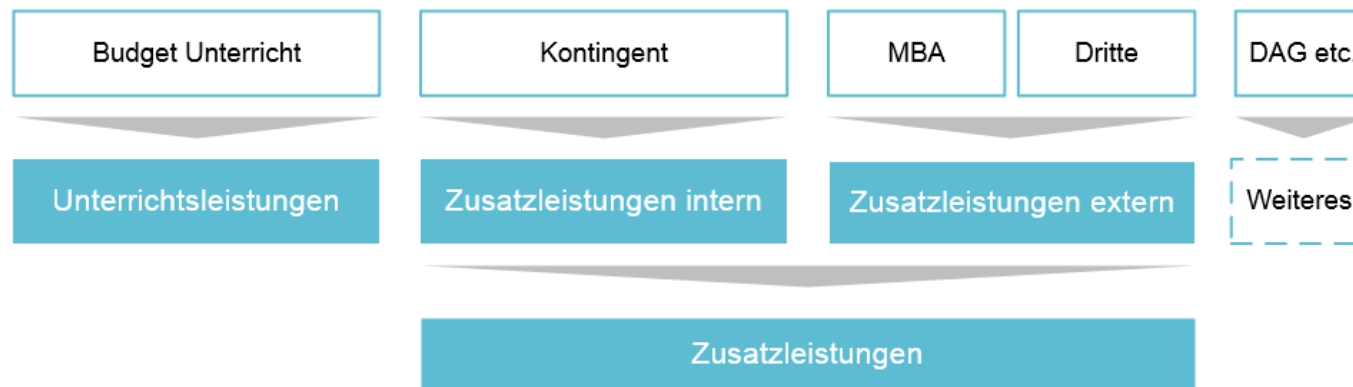 Budget Unterricht
Kontingent
MBA
Dritte
DAG etc.
Unterrichtsleistungen
Zusatzleistungen intern
Zusatzleistungen extern
Weiteres
Zusatzleistungen